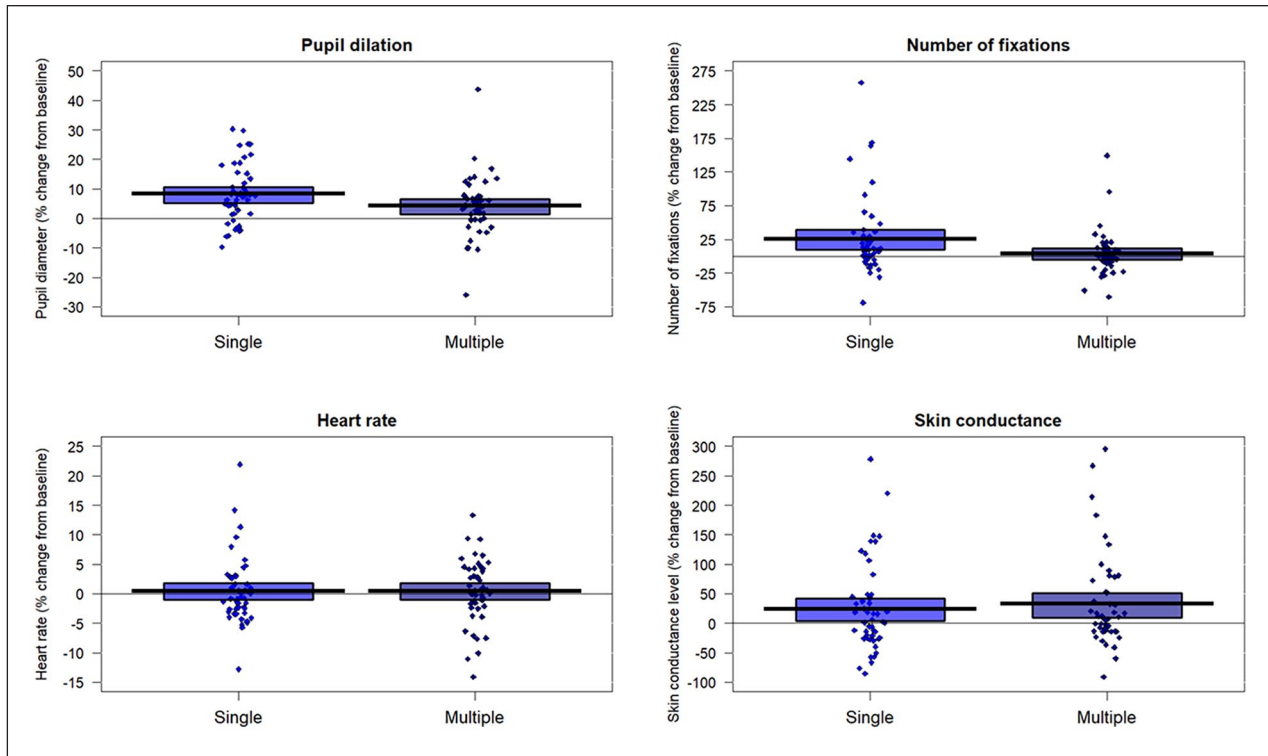 Pupil dilation
Pupil diameter (% change from baseline)
50
40
30
20
10
0
-10
-20
-30
Single
Multiple
Number of fixations
Number of fixations (% change from baseline)
275
225
175
125
75
25
-25
-75
Single
Multiple
Heart rate
Heart rate (% change from baseline)
25
20
15
10
5
0
-5
-10
-15
Single
Multiple
Skin conductance
Skin conductance level (% change from baseline)
300
250
200
150
100
50
0
-50
-100
Single
Multiple